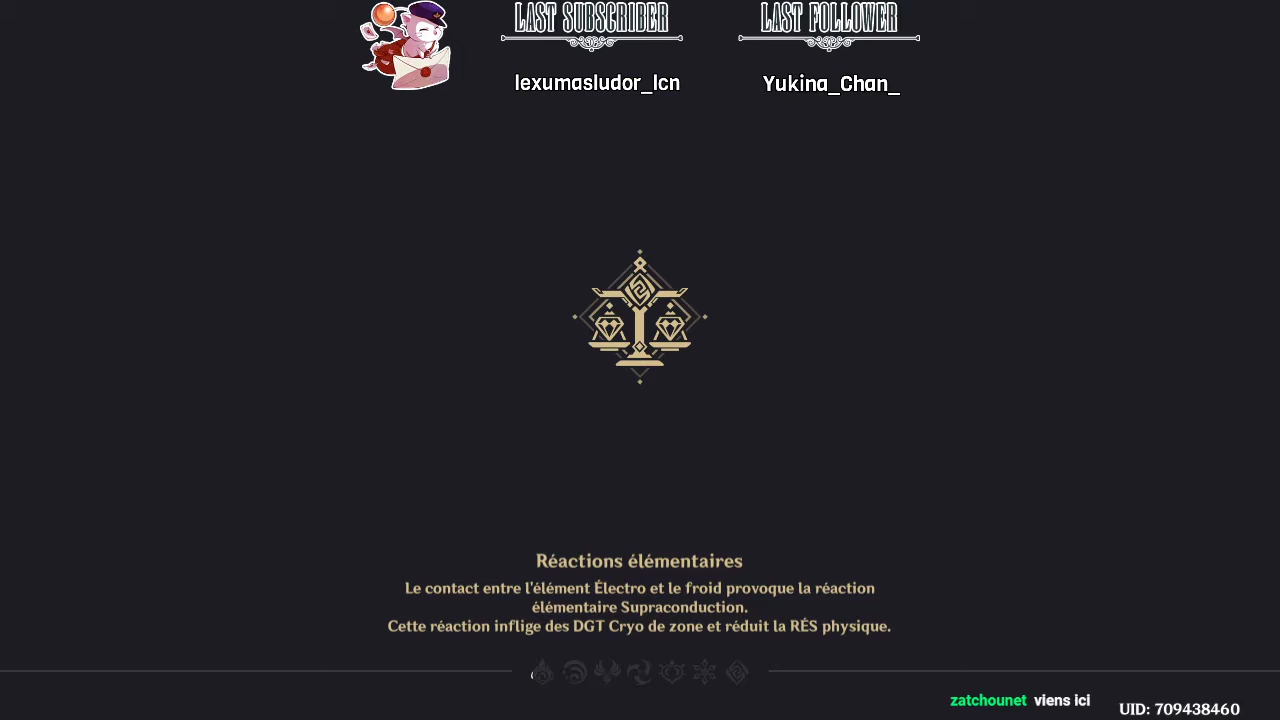 LAST SUBSCRIBER
LAST FOLLOWER
lexumasludor_lcn
Yukina_Chan_
Réactions élémentaires
Le contact entre l'élément Électro et le froid provoque la réaction
élémentaire Supraconduction.
Cette réaction inflige des DGT Cryo de zone et réduit la RÉS physique.
zatchounet viens ici
UID: 709438460